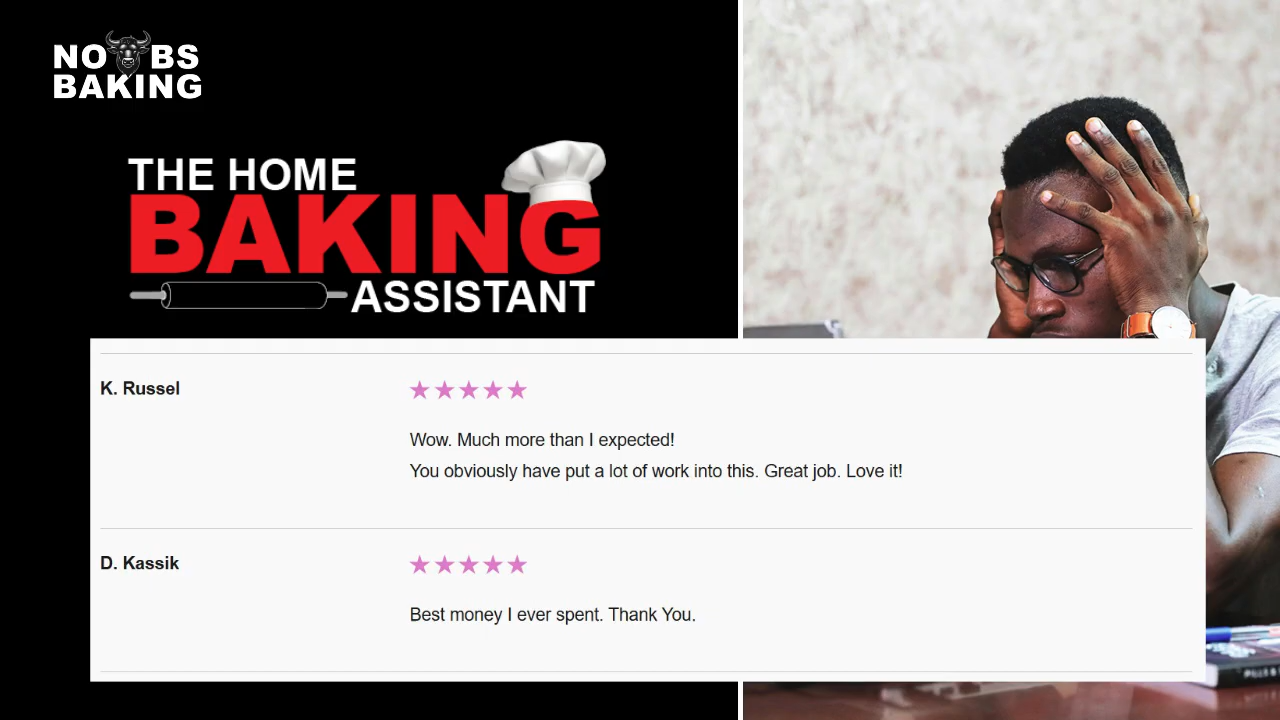 NO BS
BAKING
THE HOME
BAKING
ASSISTANT
K. Russel
Wow. Much more than I expected!
You obviously have put a lot of work into this. Great job. Love it!
D. Kassik
Best money I ever spent. Thank You.